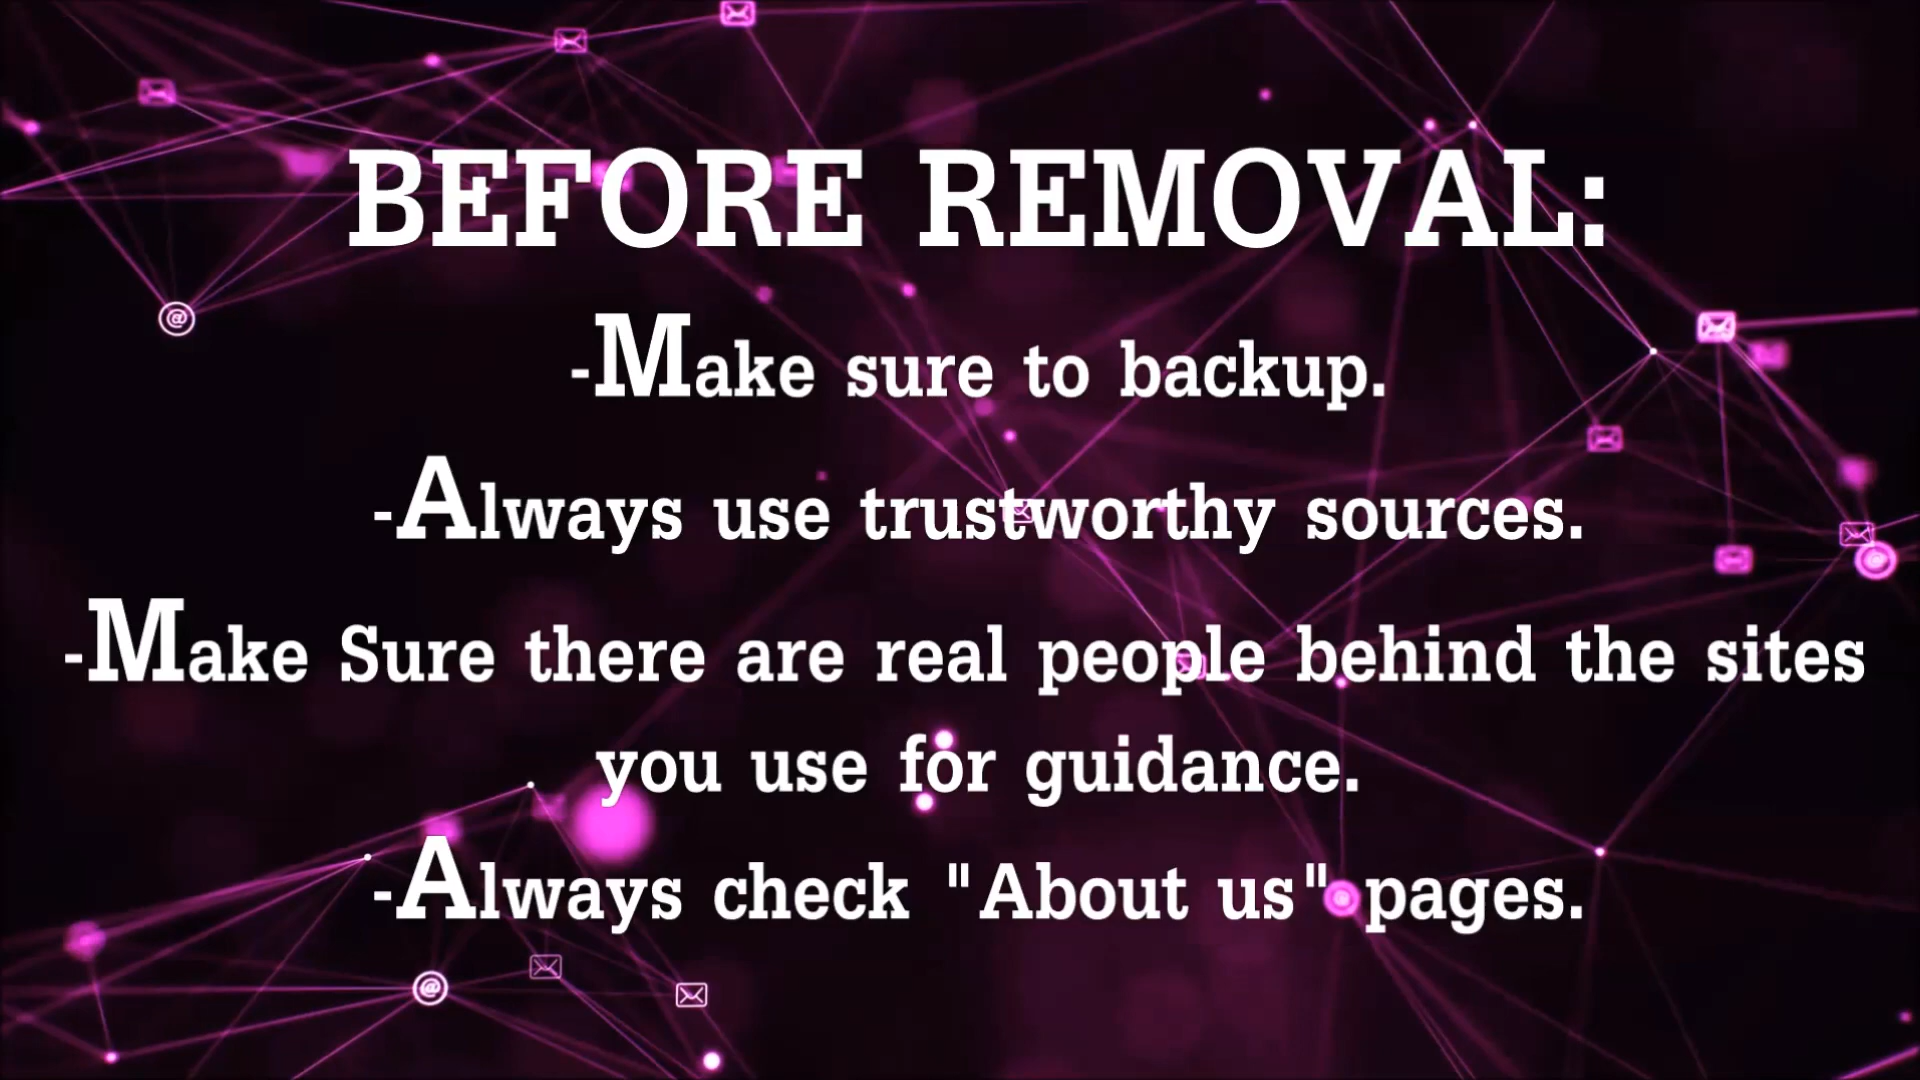 BEFORE REMOVAL:
-Make sure to backup.
-Always use trustworthy sources.
-Make Sure there are real people behind the sites
you use for guidance.
-Always check "About us" pages.